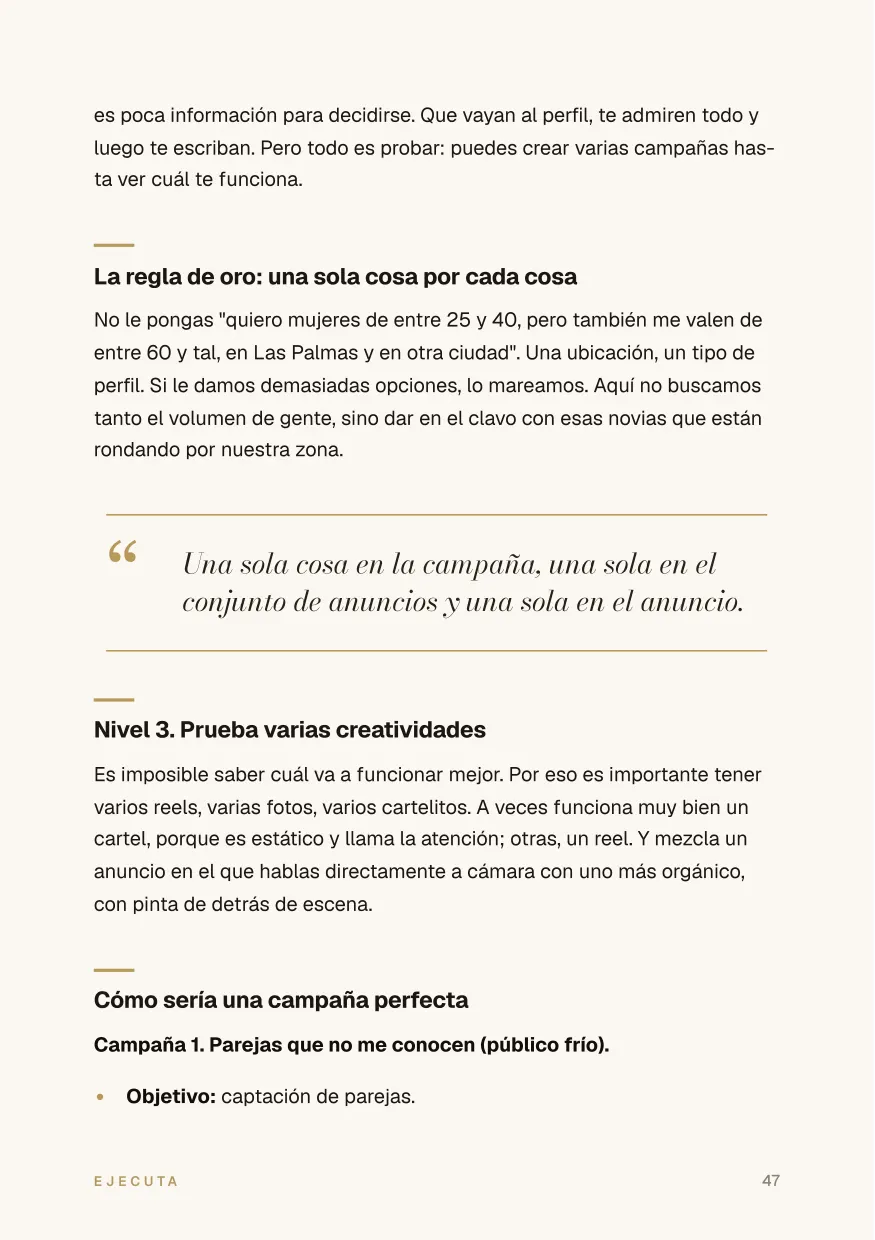 es poca información para decidirse. Que vayan al perfil, te admiren todo y
luego te escriban. Pero todo es probar: puedes crear varias campañas has-
ta ver cuál te funciona.
La regla de oro: una sola cosa por cada cosa
No le pongas "quiero mujeres de entre 25 y 40, pero también me valen de
entre 60 y tal, en Las Palmas y en otra ciudad". Una ubicación, un tipo de
perfil. Si le damos demasiadas opciones, lo mareamos. Aquí no buscamos
tanto el volumen de gente, sino dar en el clavo con esas novias que están
rondando por nuestra zona.
“
Una sola cosa en la campaña, una sola en el
conjunto de anuncios y una sola en el anuncio.
Nivel 3. Prueba varias creatividades
Es imposible saber cuál va a funcionar mejor. Por eso es importante tener
varios reels, varias fotos, varios cartelitos. A veces funciona muy bien un
cartel, porque es estático y llama la atención; otras, un reel. Y mezcla un
anuncio en el que hablas directamente a cámara con uno más orgánico,
con pinta de detrás de escena.
Cómo sería una campaña perfecta
Campaña 1. Parejas que no me conocen (público frío).
• Objetivo: captación de parejas.
EJECUTA
47